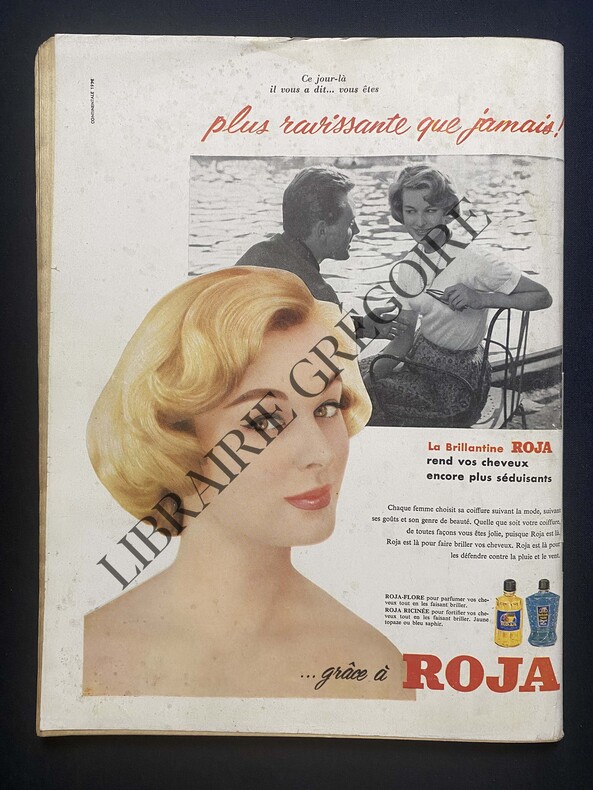 CONTINENTALE 1996
Ce jour-là
il vous a dit... vous êtes
plus ravissante que jamais!
La Brillantine ROJA
rend vos cheveux
encore plus séduisants
Chaque femme choisit sa coiffure suivant la mode, suivant
ses goûts et son genre de beauté. Quelle que soit votre coiffure,
de toutes façons vous êtes jolie, puisque Roja est là.
Roja est là pour faire briller vos cheveux. Roja est là pour
les défendre contre la pluie et le vent.
ROJA-FLORE pour parfumer vos che-
veux tout en les faisant briller.
ROJA RICINÉE pour fortifier vos che-
veux tout en les faisant briller. Jaune
topaze ou bleu saphir.
...grâce à ROJA
LIBRAIRIE GREGOIRE